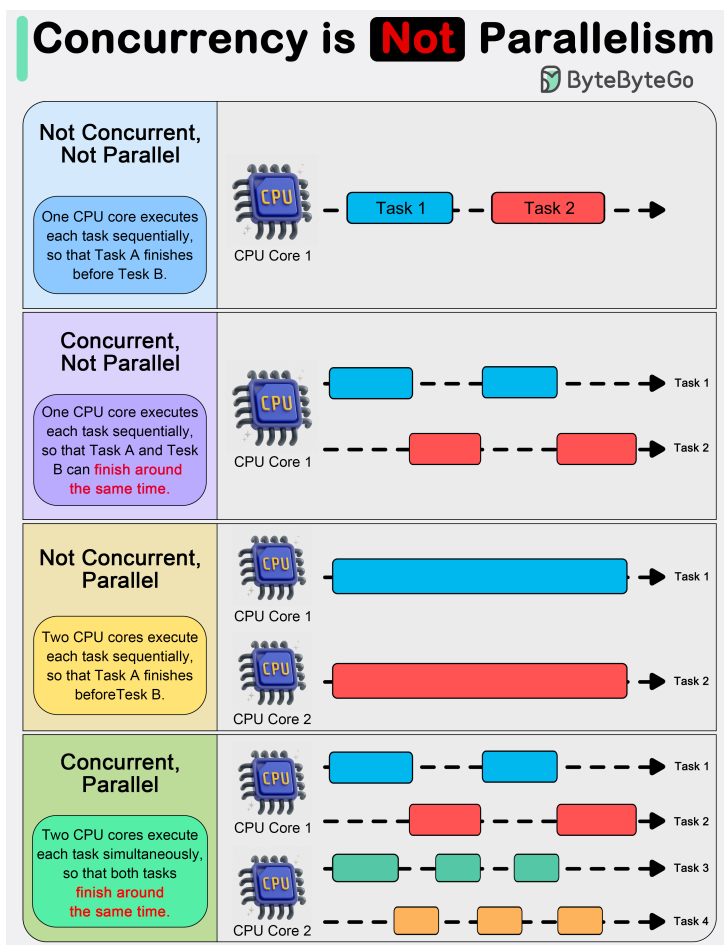 Concurrency is Not Parallelism
ByteByteGo
Not Concurrent,
Not Parallel
One CPU core executes
each task sequentially,
so that Task A finishes
before Tesk B.
CPU
CPU Core 1
Task 1
Task 2
Concurrent,
Not Parallel
One CPU core executes
each task sequentially,
so that Task A and Tesk
B can finish around
the same time.
CPU
CPU Core 1
Task 1
Task 2
Not Concurrent,
Parallel
Two CPU cores execute
each task sequentially,
so that Task A finishes
beforeTesk B.
CPU
CPU Core 1
Task 1
CPU
CPU Core 2
Task 2
Concurrent,
Parallel
Two CPU cores execute
each task simultaneously,
so that both tasks
finish around
the same time.
CPU
CPU Core 1
Task 1
Task 2
CPU
CPU Core 2
Task 3
Task 4